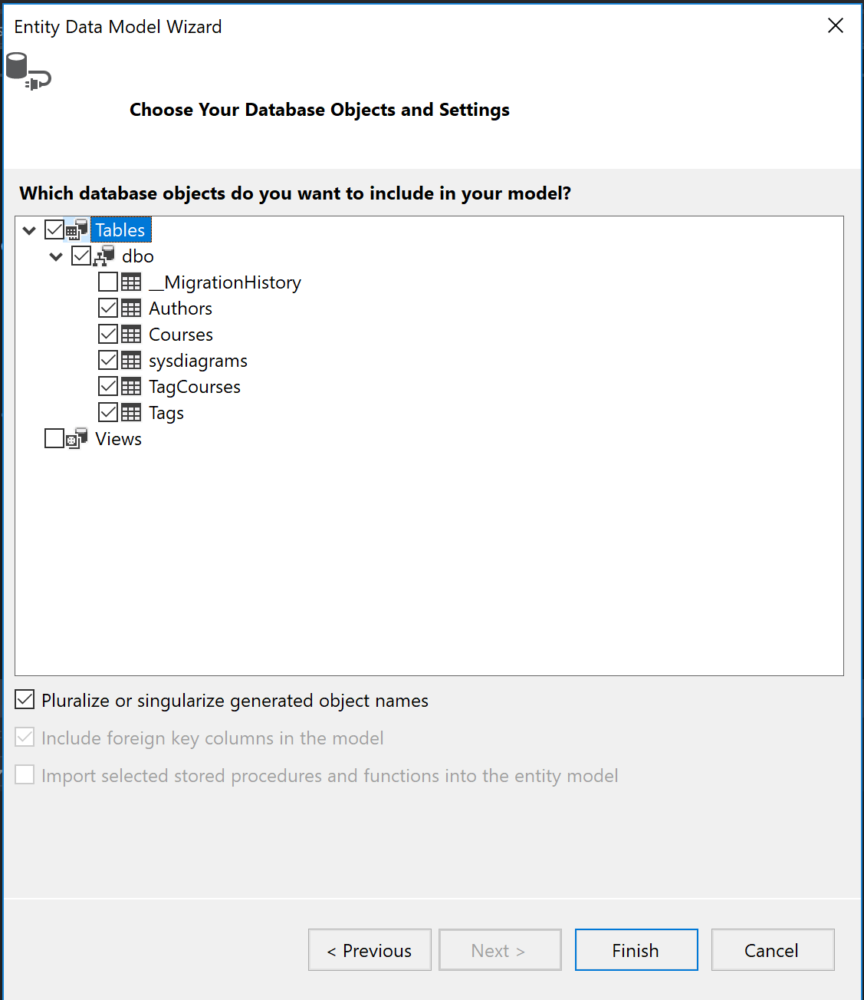 Entity Data Model Wizard
Choose Your Database Objects and Settings
Which database objects do you want to include in your model?
Tables
dbo
__MigrationHistory
Authors
Courses
sysdiagrams
TagCourses
Tags
Views
Pluralize or singularize generated object names
Include foreign key columns in the model
Import selected stored procedures and functions into the entity model
< Previous Next > Finish Cancel